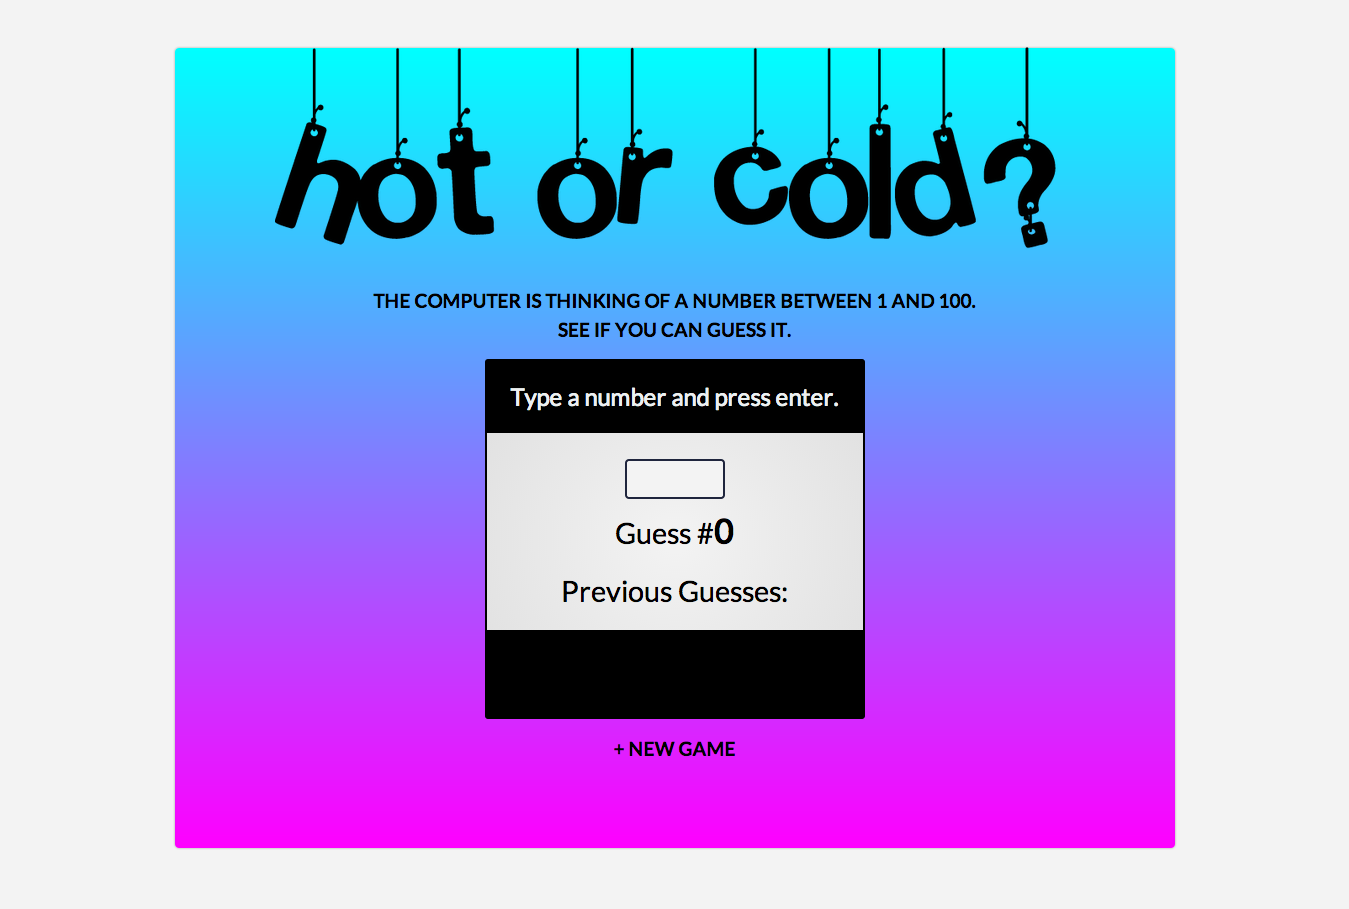 hot or cold?
THE COMPUTER IS THINKING OF A NUMBER BETWEEN 1 AND 100.
SEE IF YOU CAN GUESS IT.
Type a number and press enter.
Guess #0
Previous Guesses:
+ NEW GAME